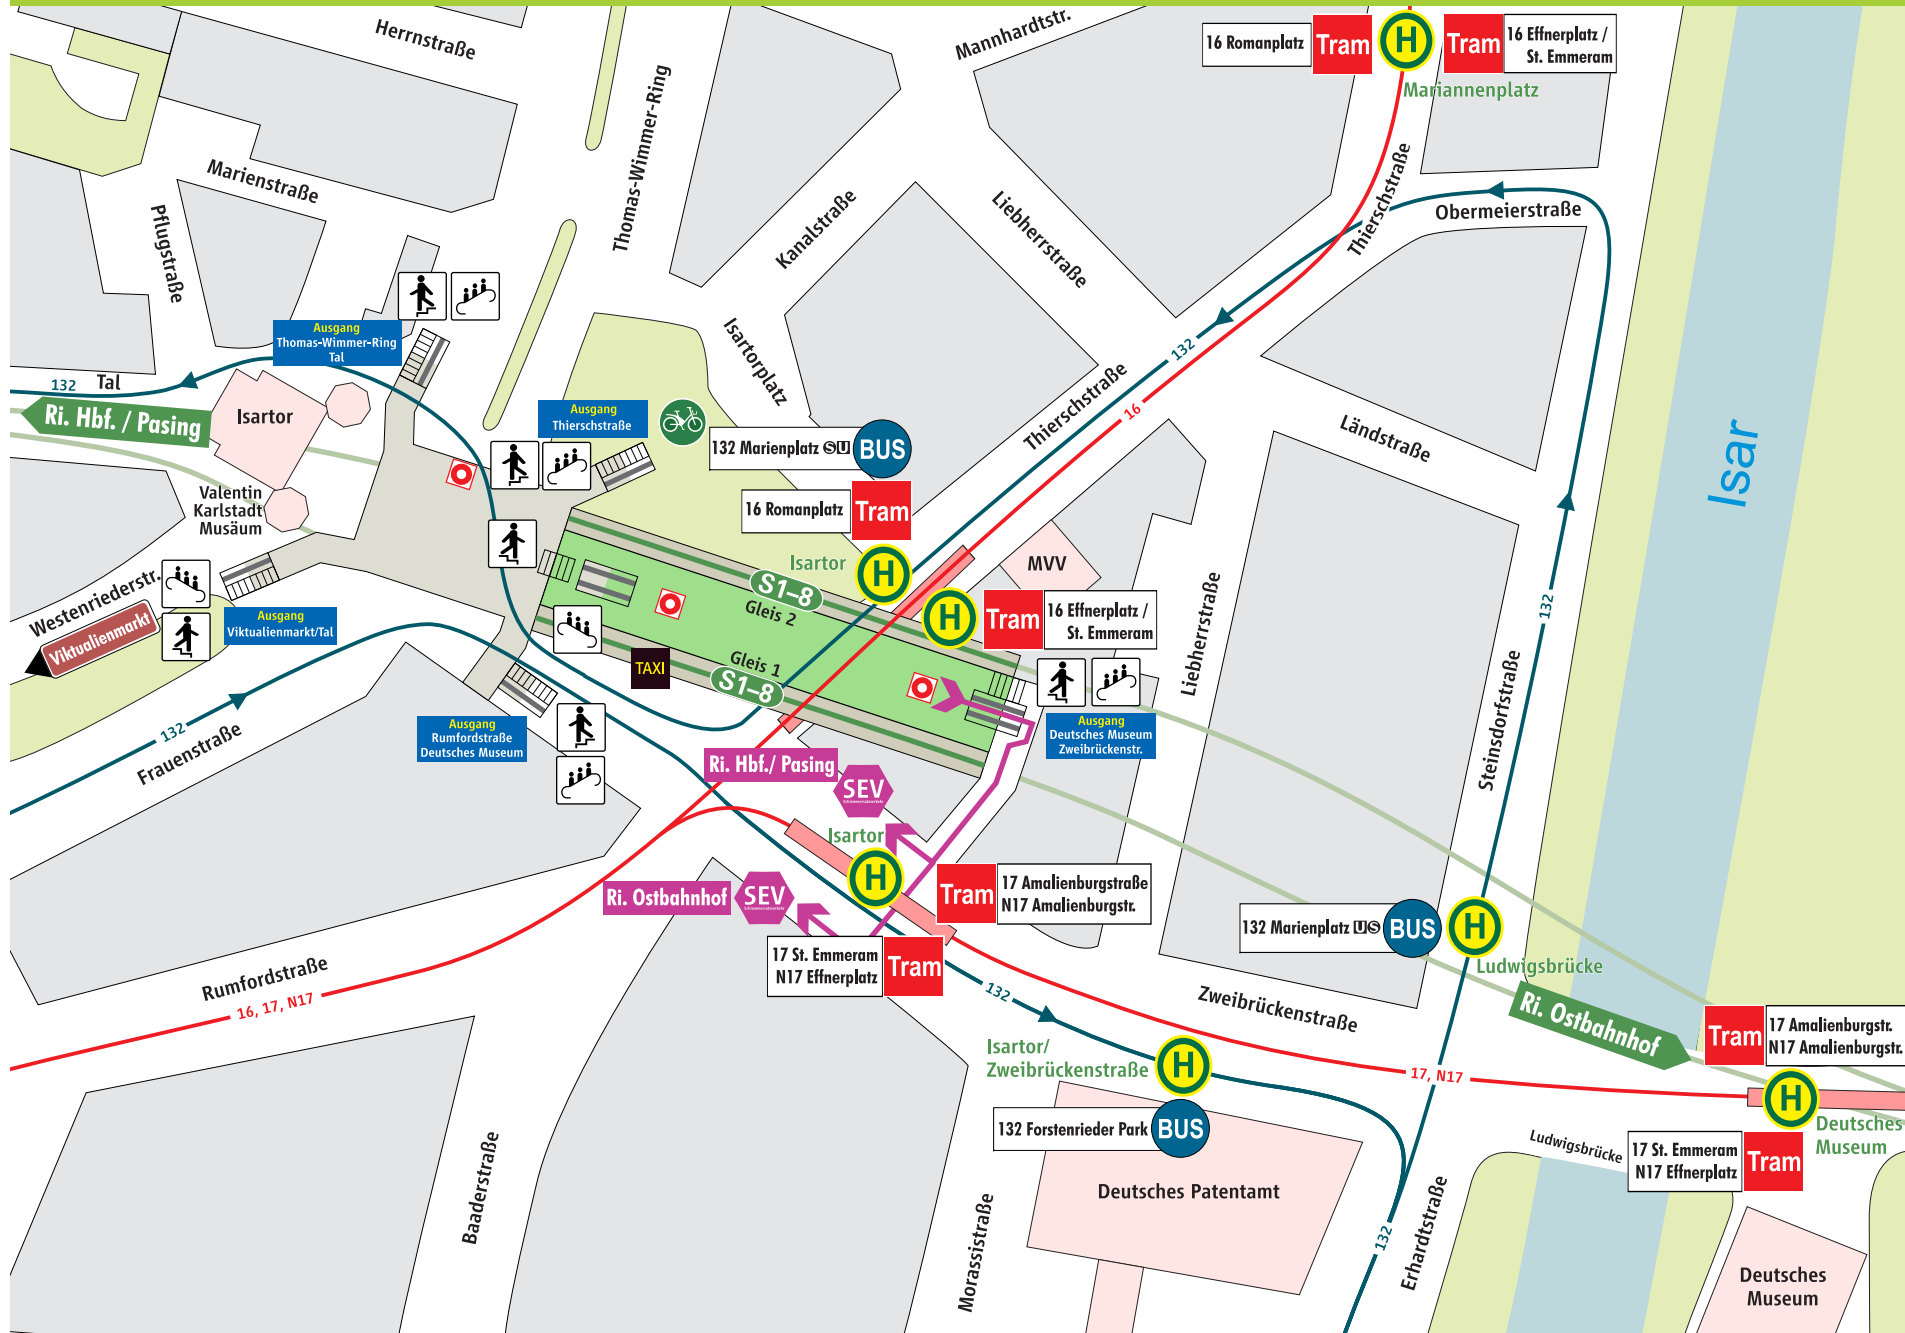 Herrnstraße
Mannhardtstr.
16 Romanplatz
Tram
H
Tram
16 Effnerplatz /
St. Emmeram
Mariannenplatz
Thomas-Wimmer-Ring
Marienstraße
Pflugstraße
Kanalstraße
Liebherrstraße
Thierschstraße
Obermeierstraße
Ausgang
Thomas-Wimmer-Ring
Tal
Isartorplatz
132
Tal
132
Thierschstraße
16
Ri. Hbf. / Pasing
Isartor
Ausgang
Thierschstraße
132 Marienplatz SU
BUS
Ländstraße
Isar
Valentin
Karlstadt
Musäum
16 Romanplatz
Tram
Isartor
H
MVV
S1–8
Gleis 2
Westenriederstr.
Viktualienmarkt
Ausgang
Viktualienmarkt/Tal
H
Tram
16 Effnerplatz /
St. Emmeram
Liebherrstraße
132
TAXI
Gleis 1
S1–8
Steinsdorfstraße
132
Frauenstraße
Ausgang
Rumfordstraße
Deutsches Museum
Ausgang
Deutsches Museum
Zweibrückenstr.
Ri. Hbf./ Pasing
SEV
Isartor
H
Tram
17 Amalienburgstraße
N17 Amalienburgstr.
Ri. Ostbahnhof
SEV
132 Marienplatz US
BUS
H
Ludwigsbrücke
17 St. Emmeram
N17 Effnerplatz
Tram
Rumfordstraße
16, 17, N17
132
Zweibrückenstraße
Ri. Ostbahnhof
Tram
17 Amalienburgstr.
N17 Amalienburgstr.
Isartor/
Zweibrückenstraße
H
17, N17
H
Deutsches
Museum
132 Forstenrieder Park
BUS
Ludwigsbrücke
17 St. Emmeram
N17 Effnerplatz
Tram
Baaderstraße
Deutsches Patentamt
Morassistraße
132
Erhardtstraße
Deutsches
Museum